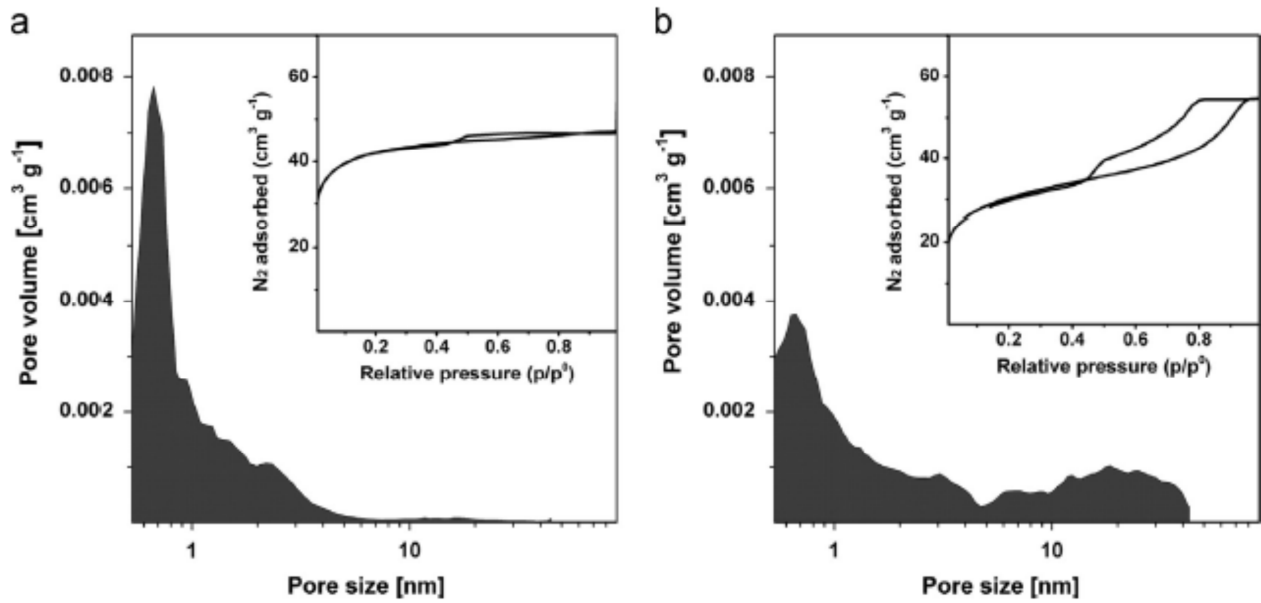 a
0.008
0.006
0.004
0.002
Pore volume [cm³ g⁻¹]
1
10
Pore size [nm]
60
40
20
N₂ adsorbed (cm³ g⁻¹)
0.2 0.4 0.6 0.8
Relative pressure (p/p⁰)
b
0.008
0.006
0.004
0.002
Pore volume [cm³ g⁻¹]
1
10
Pore size [nm]
60
40
20
N₂ adsorbed (cm³ g⁻¹)
0.2 0.4 0.6 0.8
Relative pressure (p/p⁰)